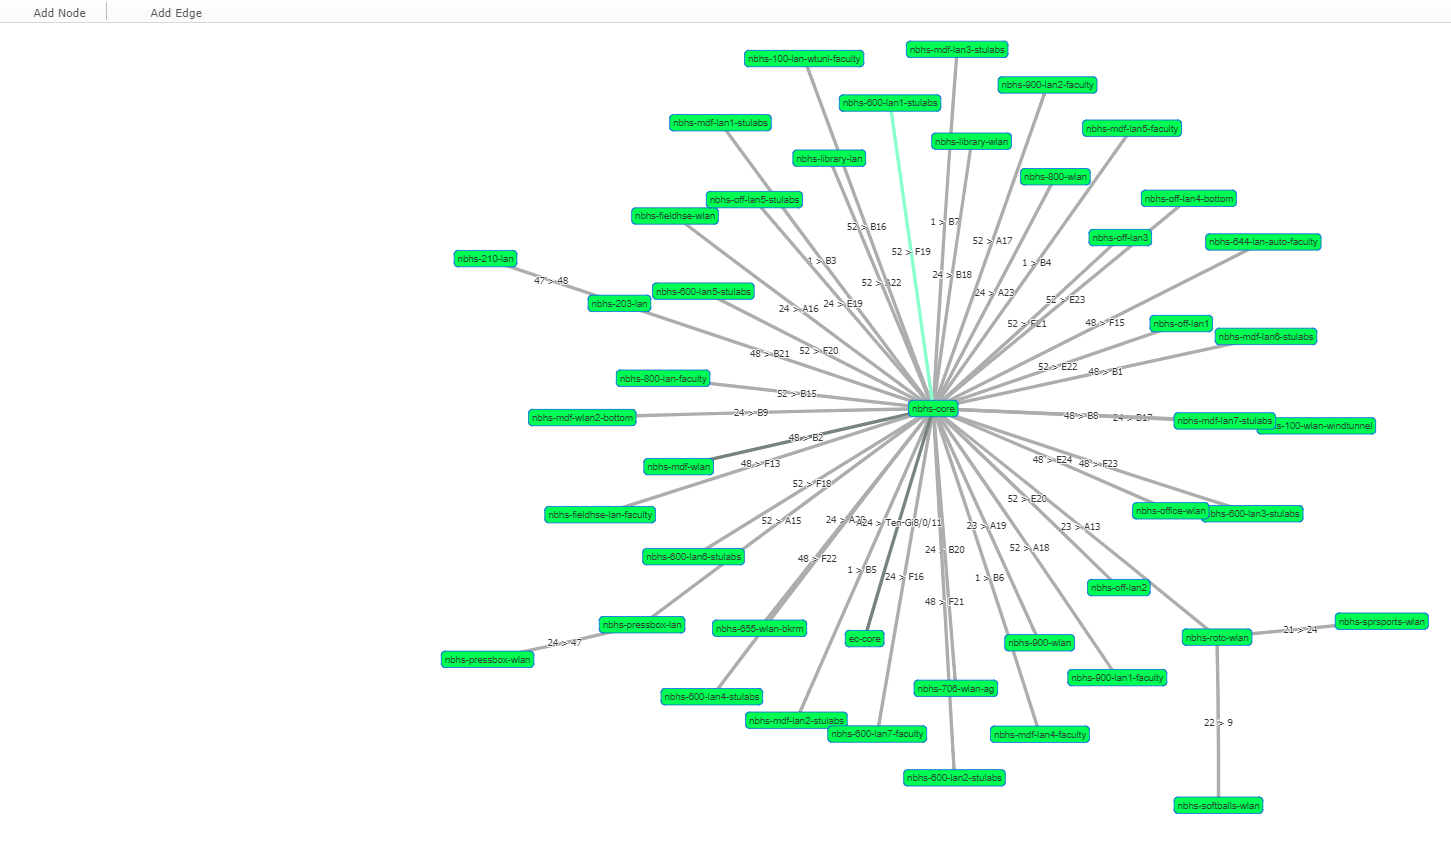 Add Node
Add Edge
nbhs-mdf-lan3-stulabs
nbhs-100-lan-wtunl-faculty
nbhs-900-lan2-faculty
nbhs-600-lan1-stulabs
nbhs-mdf-lan1-stulabs
nbhs-mdf-lan5-faculty
nbhs-library-wlan
nbhs-library-lan
nbhs-800-wlan
nbhs-off-lan5-stulabs
nbhs-off-lan4-bottom
nbhs-fieldhse-wlan
1 > B7
52 > B16
nbhs-off-lan3
52 > A17
nbhs-644-lan-auto-faculty
52 > F19
nbhs-210-lan
1 > B3
1 > B4
24 > B18
47 > 48
52 > A22
nbhs-600-lan5-stulabs
24 > A23
52 > E23
nbhs-203-lan
24 > E19
24 > A16
48 > F15
52 > F21
nbhs-off-lan1
nbhs-mdf-lan6-stulabs
52 > F20
48 > B21
52 > E22
48 > B1
nbhs-800-lan-faculty
52 > B15
nbhs-core
24 > B9
48 > B8
24 > B17
nbhs-mdf-wlan2-bottom
nbhs-mdf-lan7-stulabs
s-100-wlan-windtunnel
48 > B2
48 > E24
48 > F23
48 > F13
nbhs-mdf-wlan
52 > F18
52 > E20
nbhs-office-wlan
bhs-600-lan3-stulabs
nbhs-fieldhse-lan-faculty
52 > A15
24 > A20
A24 > Ten-Gi8/0/11
23 > A19
23 > A13
52 > A18
24 > B20
nbhs-600-lan6-stulabs
48 > F22
1 > B5
24 > F16
1 > B6
nbhs-off-lan2
48 > F21
nbhs-sprsports-wlan
nbhs-pressbox-lan
nbhs-655-wlan-bkrm
21 > 24
ec-core
nbhs-roto-wlan
24 > 47
nbhs-900-wlan
nbhs-pressbox-wlan
nbhs-900-lan1-faculty
nbhs-706-wlan-ag
nbhs-600-lan4-stulabs
nbhs-mdf-lan2-stulabs
22 > 9
nbhs-600-lan7-faculty
nbhs-mdf-lan4-faculty
nbhs-600-lan2-stulabs
nbhs-softballs-wlan